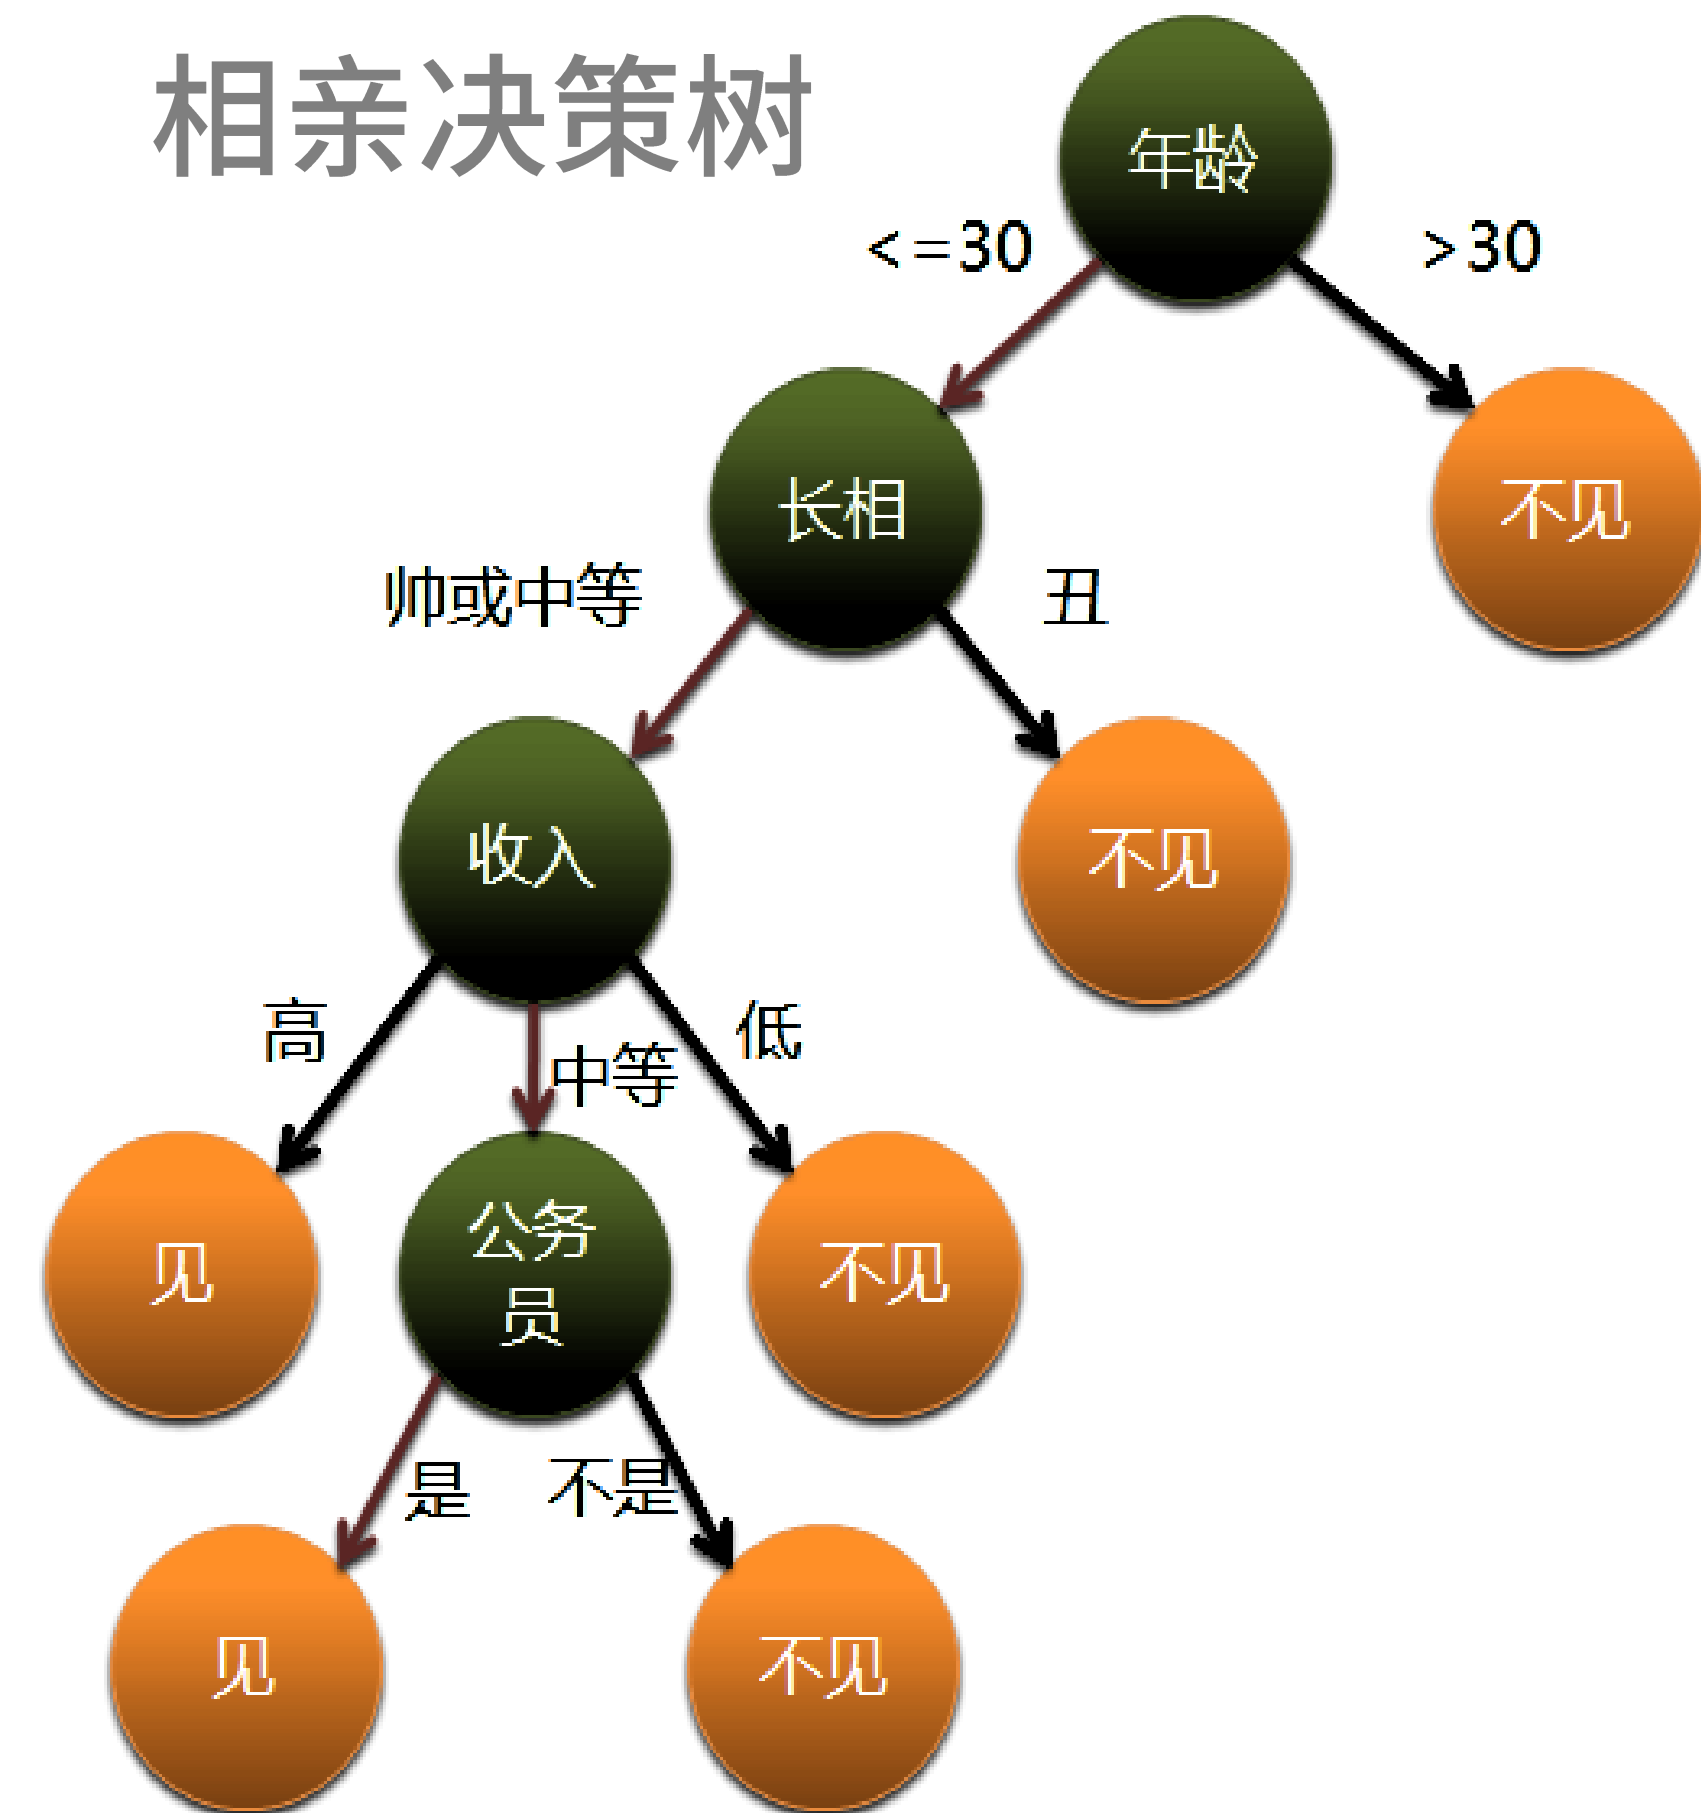 相亲决策树
年龄
<=30
>30
长相
不见
帅或中等
丑
收入
不见
高
中等
低
见
公务
员
不见
是
不是
见
不见